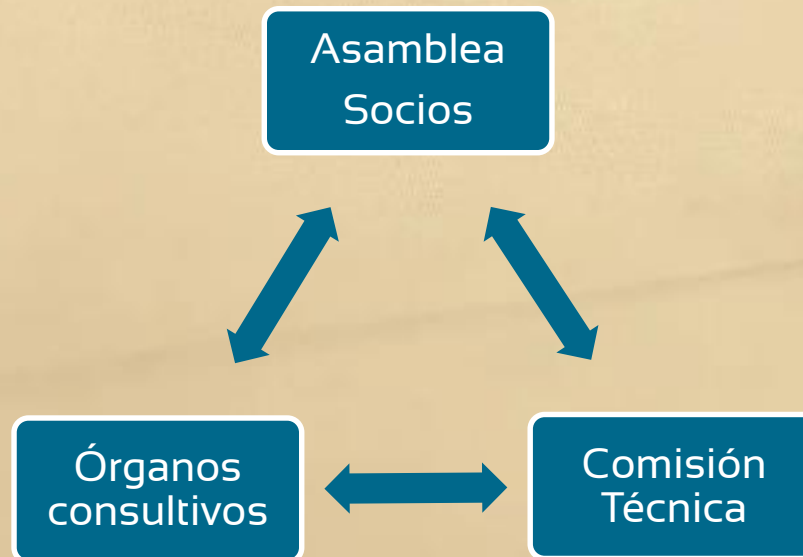 Asamblea
Socios
Órganos
consultivos
Comisión
Técnica